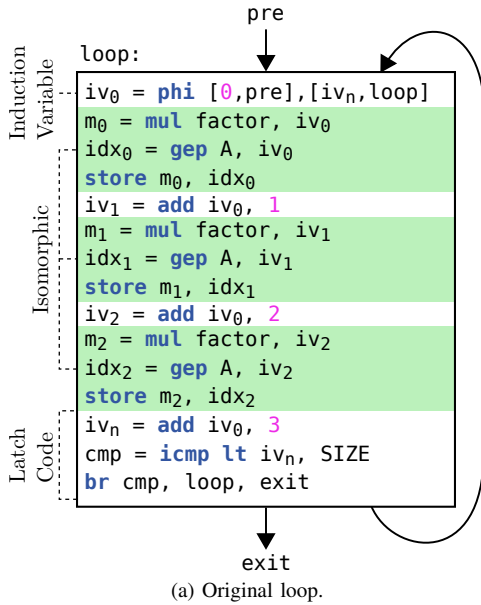 pre
loop:
Induction
Variable
iv₀ = phi [0,pre],[ivₙ,loop]
m₀ = mul factor, iv₀
idx₀ = gep A, iv₀
store m₀, idx₀
iv₁ = add iv₀, 1
Isomorphic
m₁ = mul factor, iv₁
idx₁ = gep A, iv₁
store m₁, idx₁
iv₂ = add iv₀, 2
m₂ = mul factor, iv₂
idx₂ = gep A, iv₂
store m₂, idx₂
Latch
Code
ivₙ = add iv₀, 3
cmp = icmp lt ivₙ, SIZE
br cmp, loop, exit
exit
(a) Original loop.